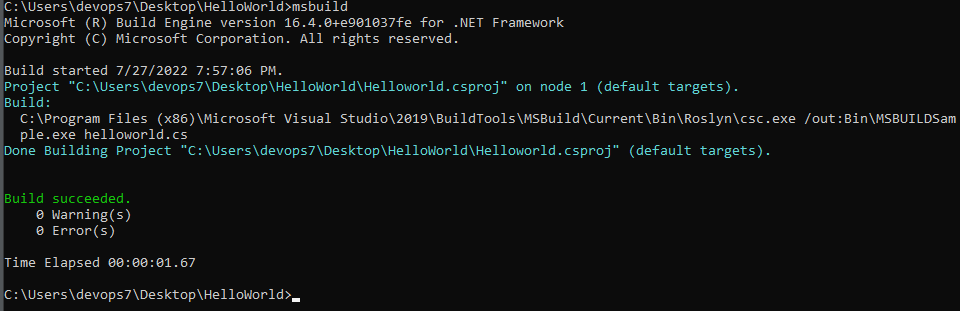 C:\Users\devops7\Desktop\HelloWorld>msbuild
Microsoft (R) Build Engine version 16.4.0+e901037fe for .NET Framework
Copyright (C) Microsoft Corporation. All rights reserved.
Build started 7/27/2022 7:57:06 PM.
Project "C:\Users\devops7\Desktop\HelloWorld\Helloworld.csproj" on node 1 (default targets).
Build:
C:\Program Files (x86)\Microsoft Visual Studio\2019\BuildTools\MSBuild\Current\Bin\Roslyn\csc.exe /out:Bin\MSBUILDSam
ple.exe helloworld.cs
Done Building Project "C:\Users\devops7\Desktop\HelloWorld\Helloworld.csproj" (default targets).
Build succeeded.
0 Warning(s)
0 Error(s)
Time Elapsed 00:00:01.67
C:\Users\devops7\Desktop\HelloWorld>